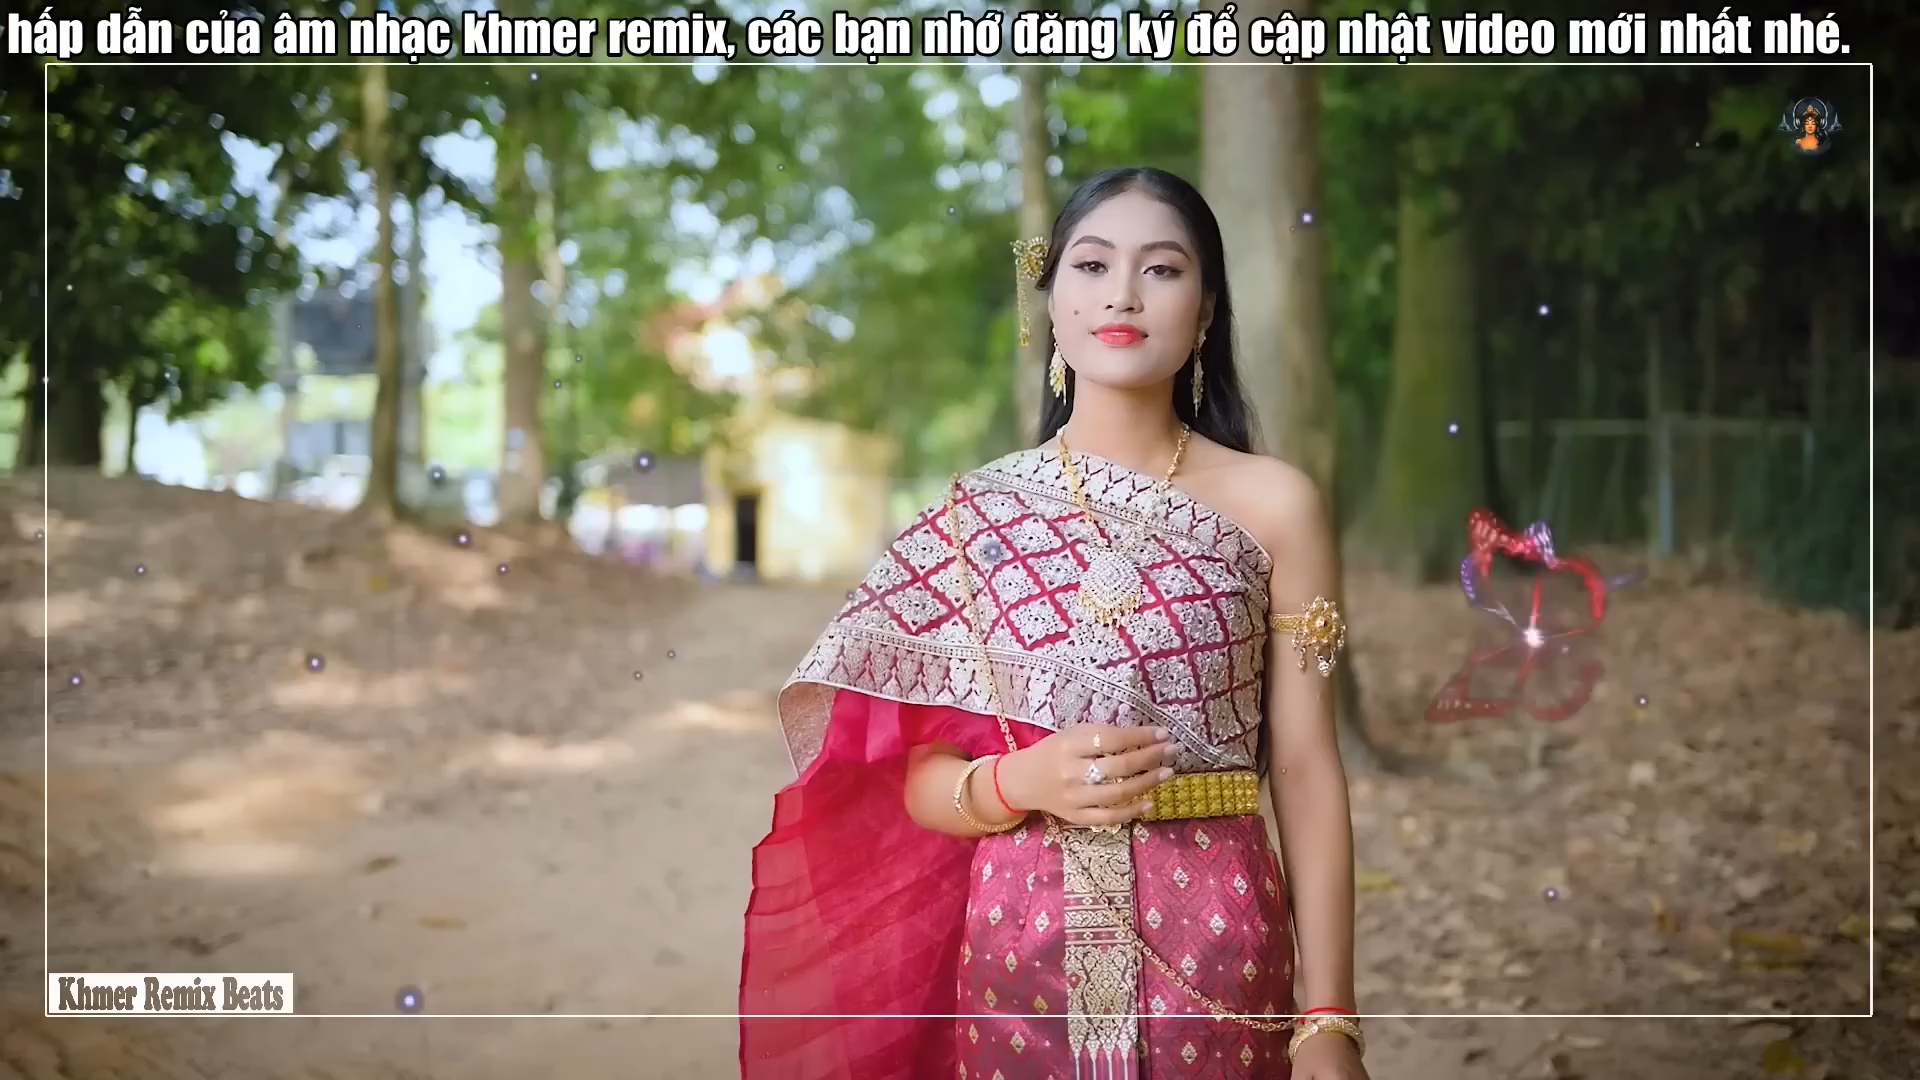 hấp dẫn của âm nhạc khmer remix, các bạn nhớ đăng ký để cập nhật video mới nhất nhé.
Khmer Remix Beats